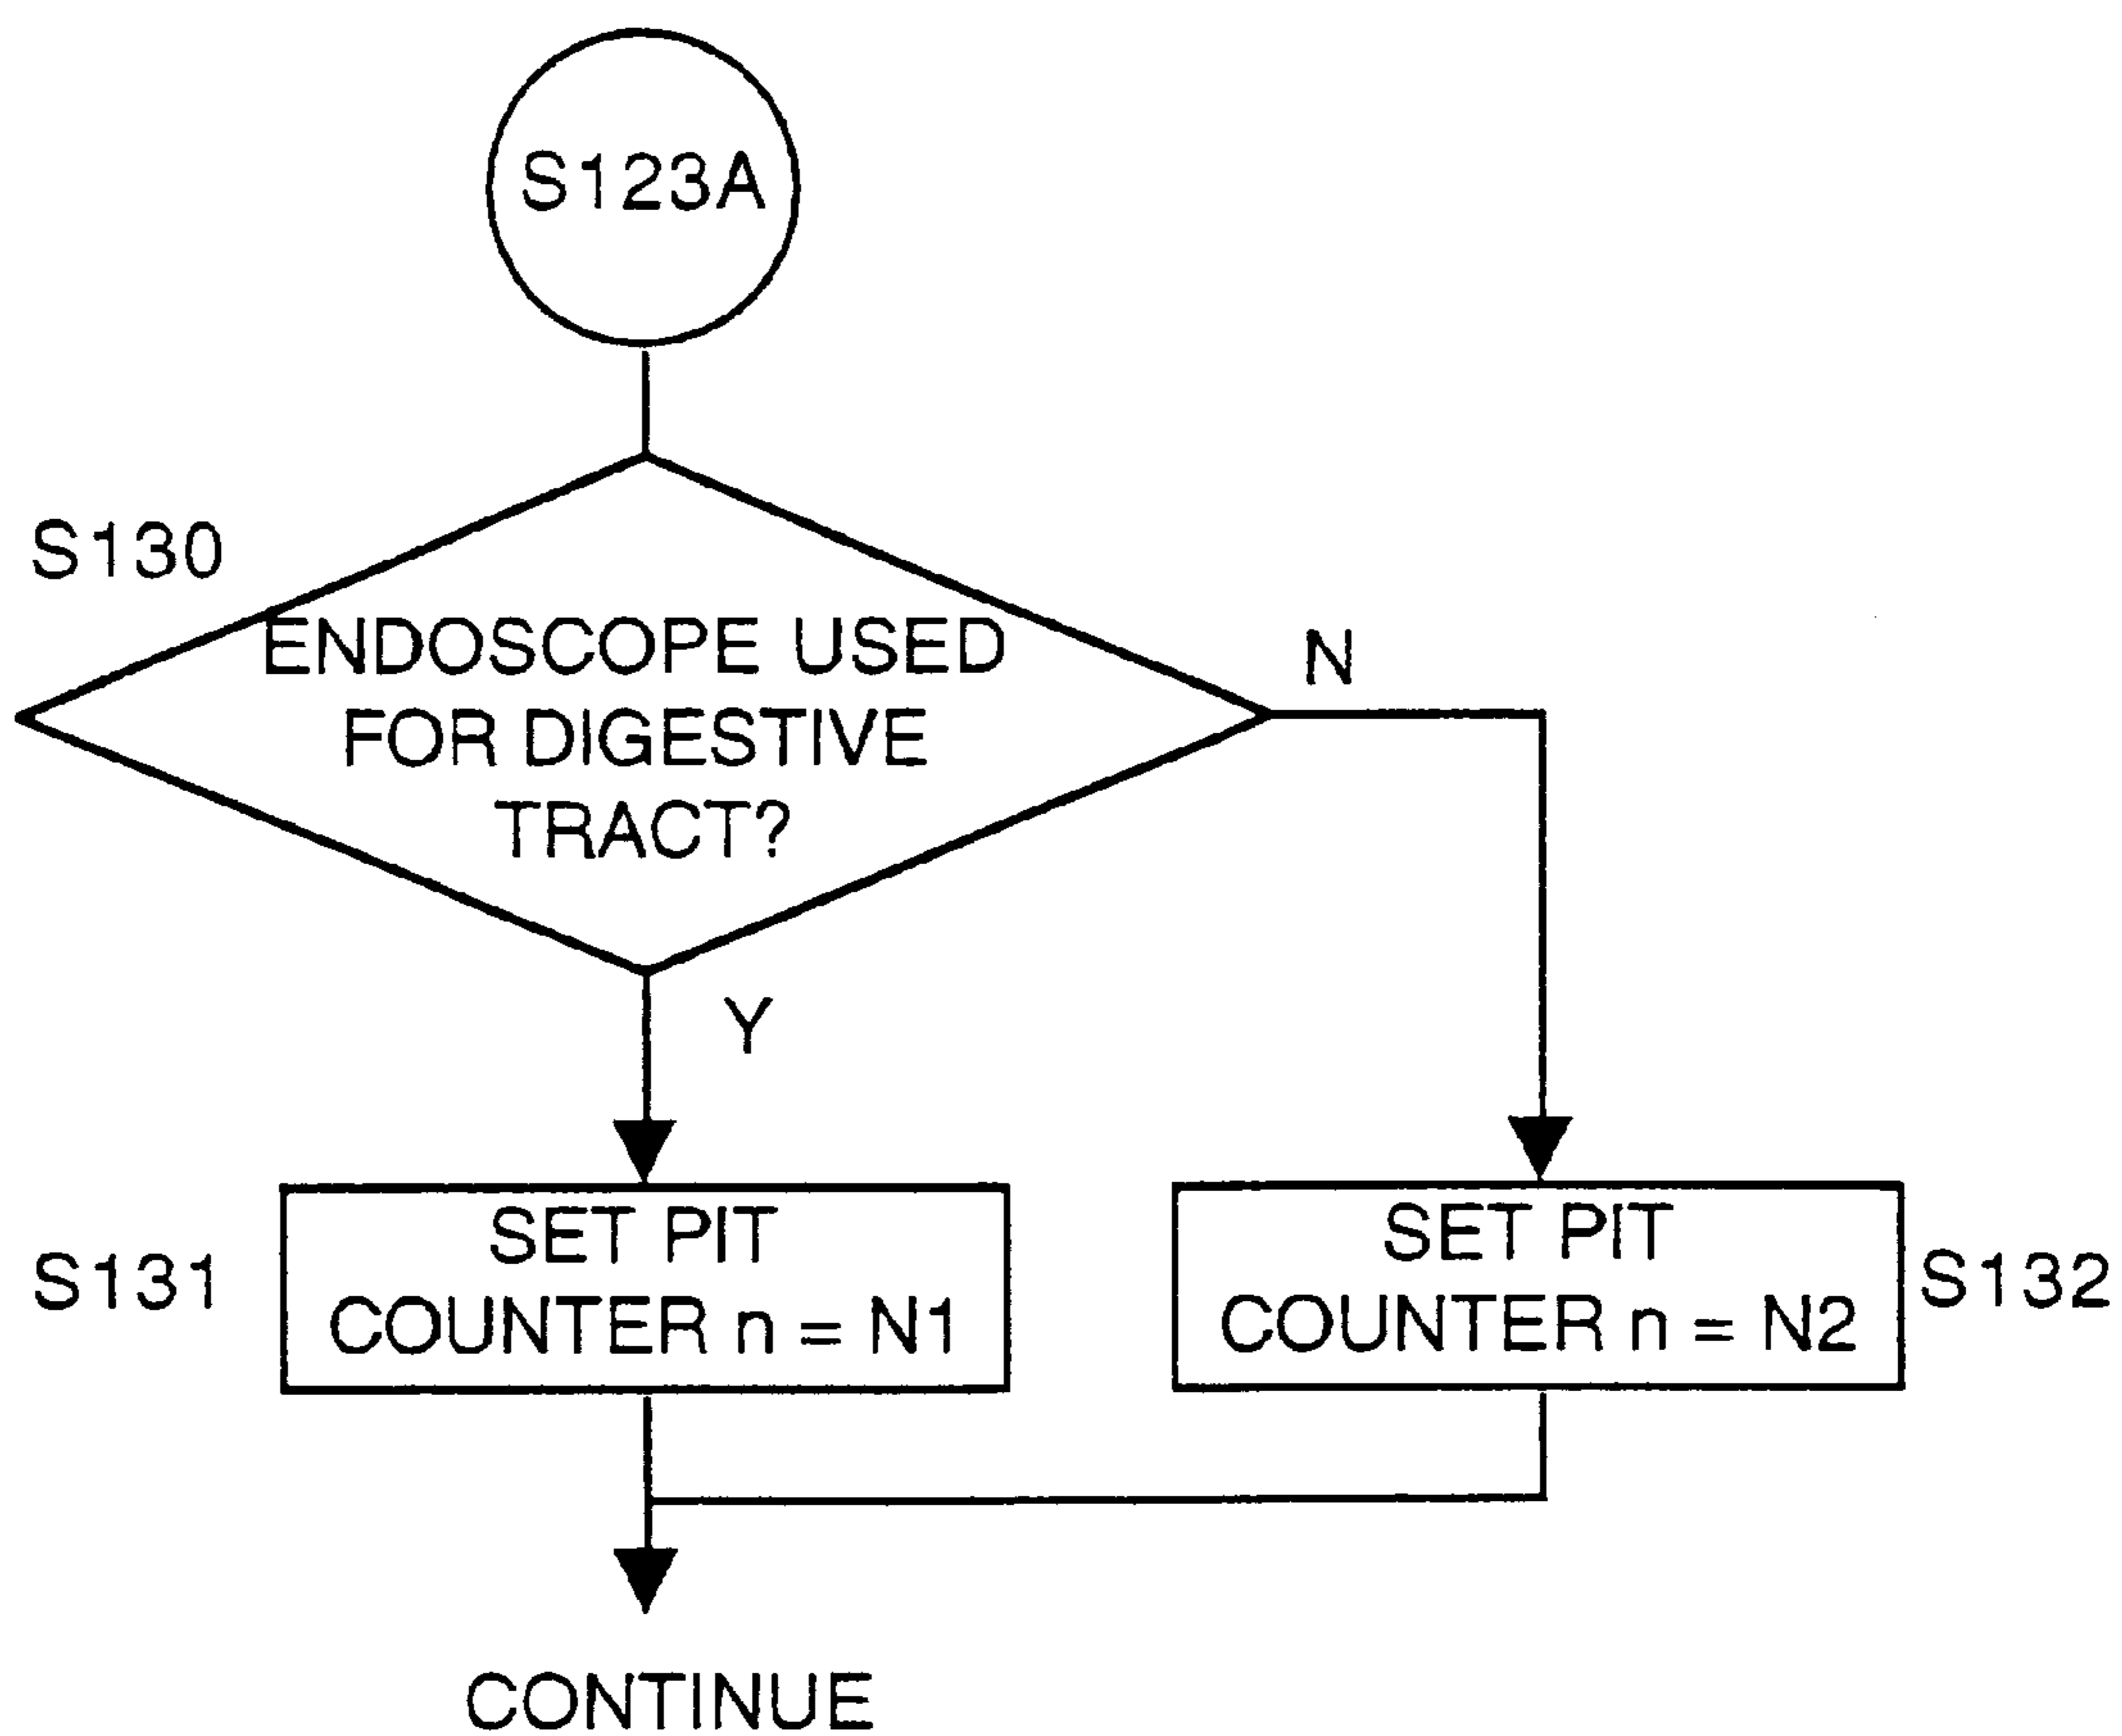 S123A
S130
ENDOSCOPE USED
FOR DIGESTIVE
TRACT?
N
Y
S131
SET PIT
COUNTER n = N1
SET PIT
COUNTER n = N2
S132
CONTINUE